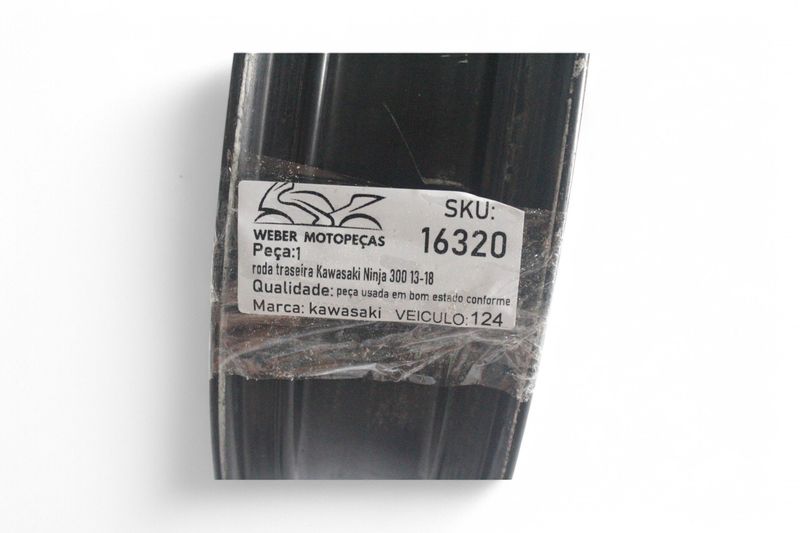 WEBER MOTOPEÇAS
SKU:
16320
Peça:1
roda traseira Kawasaki Ninja 300 13-18
Qualidade: peça usada em bom estado conforme
Marca: kawasaki VEICULO:124